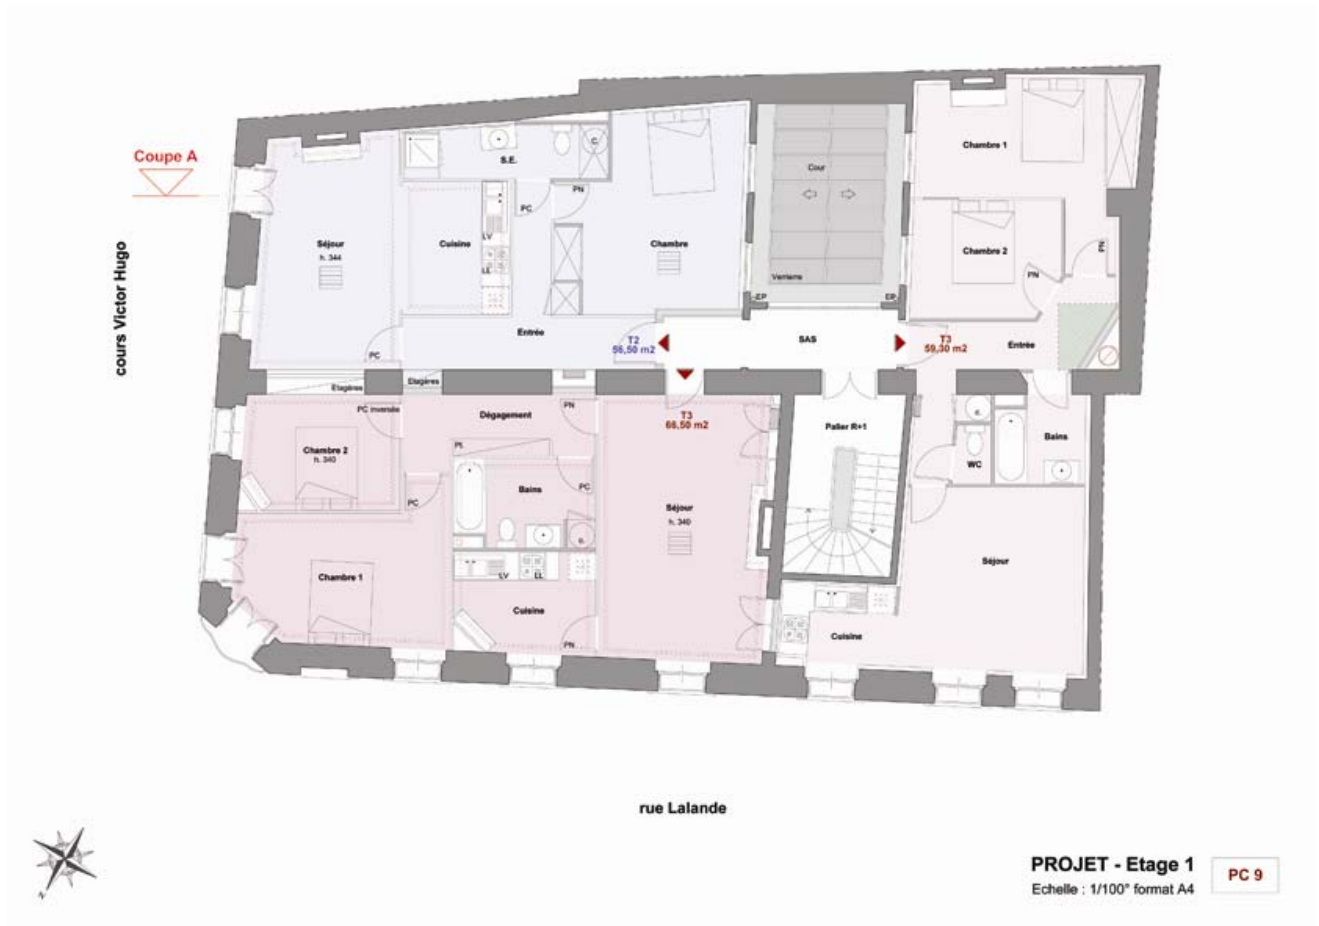 Coupe A
cours Victor Hugo
Séjour
h. 344
Cuisine
LV
LL
S.E.
C
PC
PN
Chambre
Entrée
T2
56,50 m2
PC
Cour
Verrière
EP
EP
SAS
Chambre 1
Chambre 2
PN
PN
T3
59,30 m2
Entrée
Etagères
Etagères
PC inversée
Chambre 2
h. 340
Dégagement
PN
Pl.
PC
Bains
PC
c.
T3
66,50 m2
Séjour
h. 340
Chambre 1
LV
LL
Cuisine
PN
Palier R+1
c.
WC
Bains
Séjour
Cuisine
rue Lalande
N
PROJET - Etage 1
Echelle : 1/100° format A4
PC 9